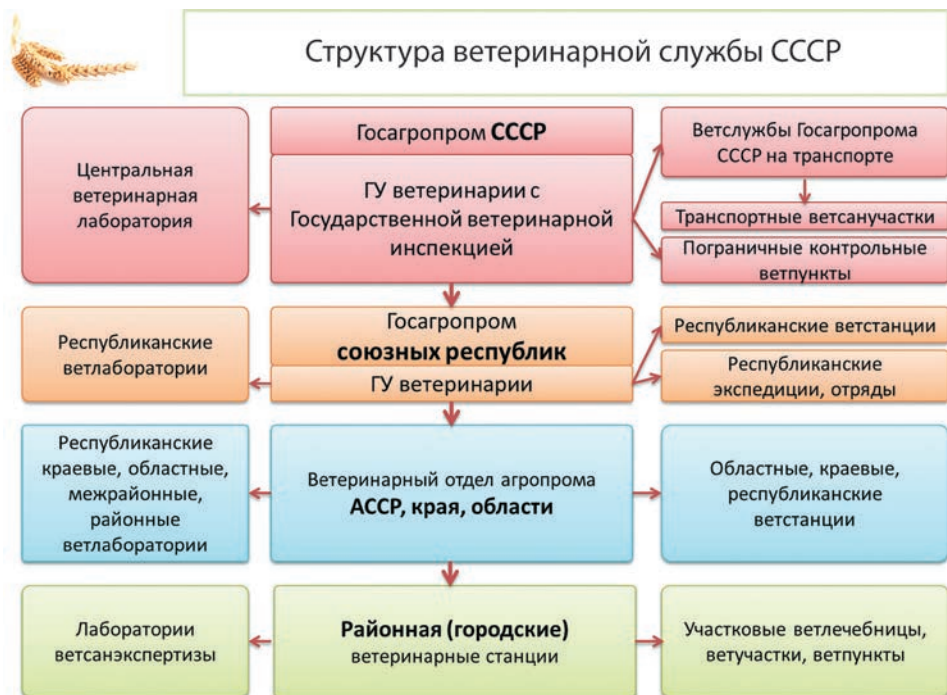 Структура ветеринарной службы СССР
Центральная
ветеринарная
лаборатория
Госагропром СССР
ГУ ветеринарии с
Государственной ветеринарной
инспекцией
Ветслужбы Госагропрома
СССР на транспорте
Транспортные ветсанучастки
Пограничные контрольные
ветпункты
Республиканские
ветлаборатории
Госагропром
союзных республик
ГУ ветеринарии
Республиканские ветстанции
Республиканские
экспедиции, отряды
Республиканские
краевые, областные,
межрайонные,
районные
ветлаборатории
Ветеринарный отдел агропрома
АССР, края, области
Областные, краевые,
республиканские
ветстанции
Лаборатории
ветсанэкспертизы
Районная (городские)
ветеринарные станции
Участковые ветлечебницы,
ветучастки, ветпункты